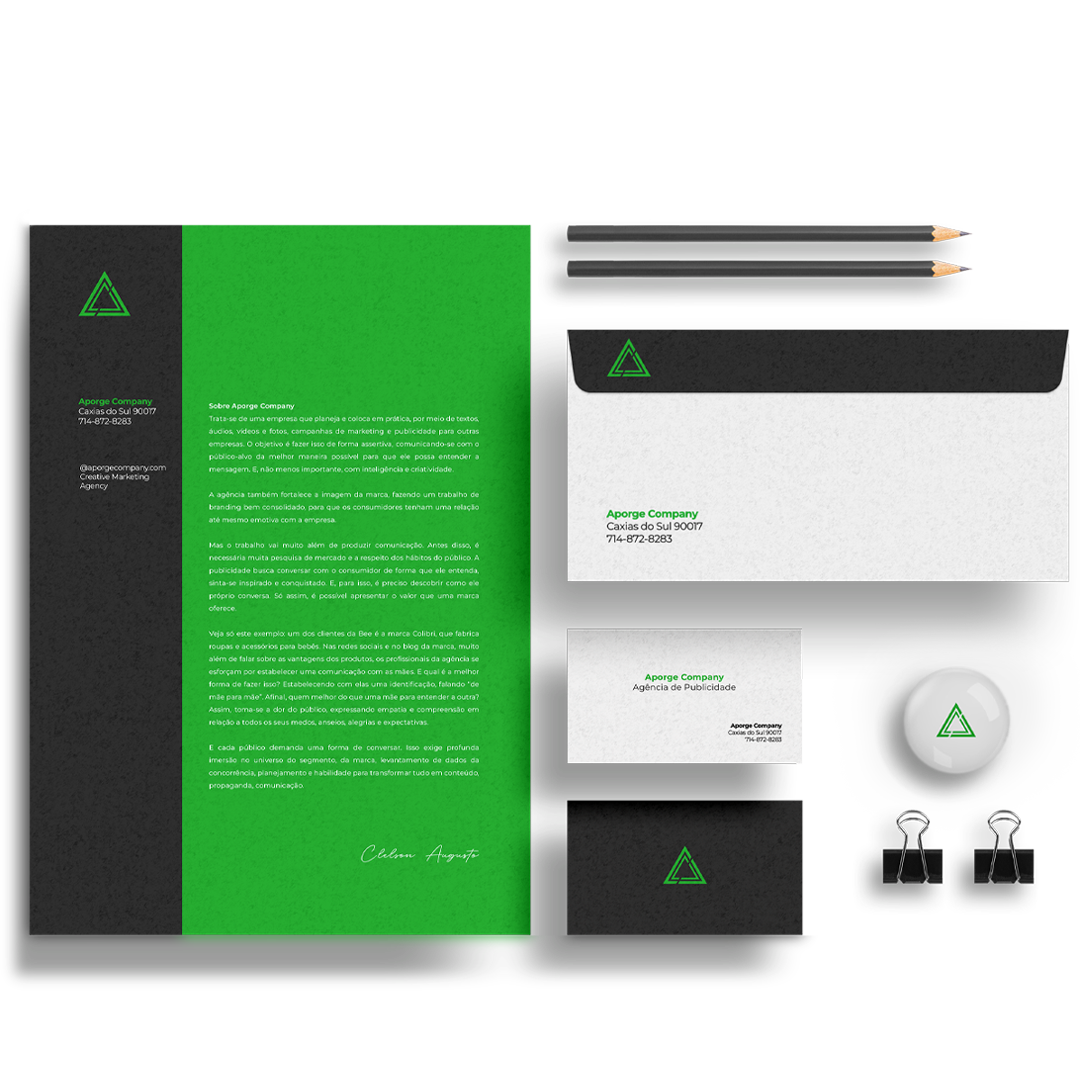 Aporge Company
Caxias do Sul 90017
714-872-8283
@aporgecompany.com
Creative Marketing
Agency
Sobre Aporge Company
Trata-se de uma empresa que planeja e coloca em prática, por meio de textos,
áudios, vídeos e fotos, campanhas de marketing e publicidade para outras
empresas. O objetivo é fazer isso de forma assertiva, comunicando-se com o
público-alvo da melhor maneira possível para que ele possa entender a
mensagem. E, não menos importante, com inteligência e criatividade.
A agência também fortalece a imagem da marca, fazendo um trabalho de
branding bem consolidado, para que os consumidores tenham uma relação
até mesmo emotiva com a empresa.
Mas o trabalho vai muito além de produzir comunicação. Antes disso, é
necessária muita pesquisa de mercado e a respeito dos hábitos do público. A
publicidade busca conversar com o consumidor de forma que ele entenda,
sinta-se inspirado e conquistado. E, para isso, é preciso descobrir como ele
próprio conversa. Só assim, é possível apresentar o valor que uma marca
oferece.
Veja só este exemplo: um dos clientes da Bee é a marca Colibri, que fabrica
roupas e acessórios para bebês. Nas redes sociais e no blog da marca, muito
além de falar sobre as vantagens dos produtos, os profissionais da agência se
esforçam por estabelecer uma comunicação com as mães. E qual é a melhor
forma de fazer isso? Estabelecendo com elas uma identificação, falando "de
mãe para mãe". Afinal, quem melhor do que uma mãe para entender a outra?
Assim, toma-se a dor do público, expressando empatia e compreensão em
relação a todos os seus medos, anseios, alegrias e expectativas.
E cada público demanda uma forma de conversar. Isso exige profunda
imersão no universo do segmento, da marca, levantamento de dados da
concorrência, planejamento e habilidade para transformar tudo em conteúdo,
propaganda, comunicação.
Clelson Augusto
Aporge Company
Caxias do Sul 90017
714-872-8283
Aporge Company
Agência de Publicidade
Aporge Company
Caxias do Sul 90017
714-872-8283